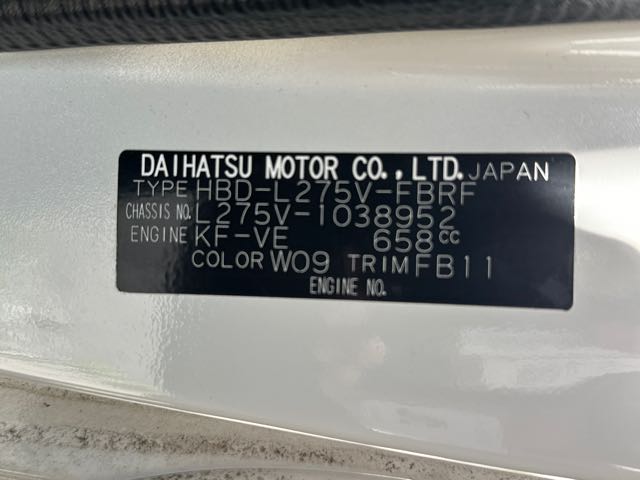 DAIHATSU MOTOR CO.,LTD. JAPAN
TYPE HBD-L275V-FBRF
CHASSIS NO. L275V-1038952
ENGINE KF-VE 658cc
COLOR W09 TRIM FB11
ENGINE NO.